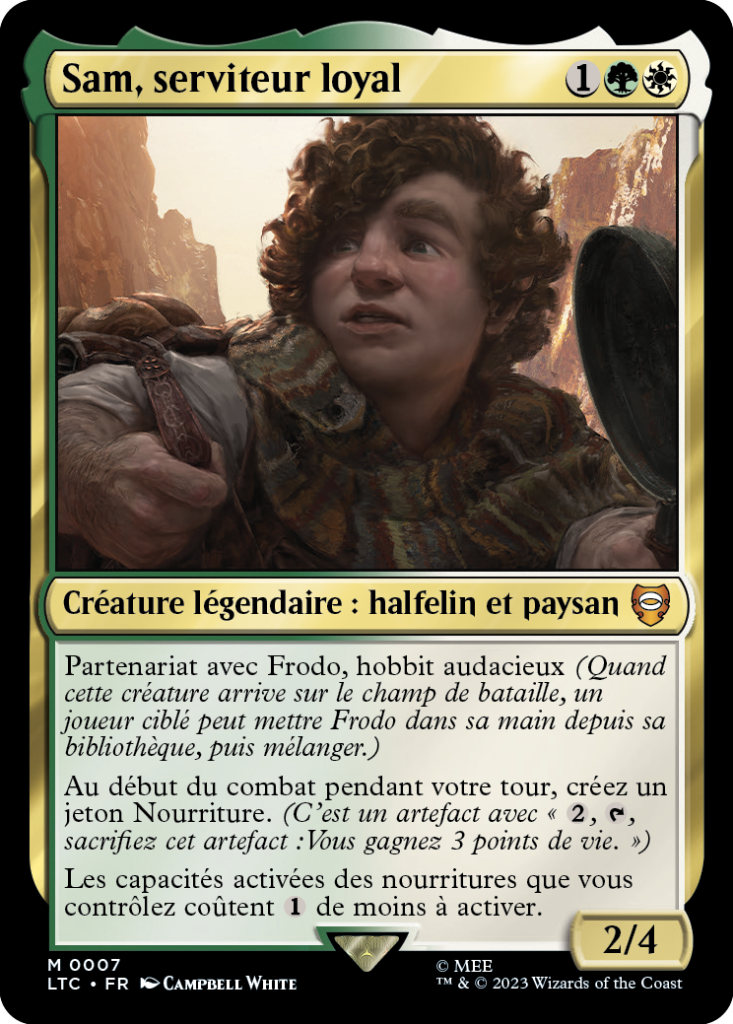 Sam, serviteur loyal 1
Créature légendaire : halfelin et paysan
Partenariat avec Frodo, hobbit audacieux (Quand
cette créature arrive sur le champ de bataille, un
joueur ciblé peut mettre Frodo dans sa main depuis sa
bibliothèque, puis mélanger.)
Au début du combat pendant votre tour, créez un
jeton Nourriture. (C'est un artefact avec « 2, ,
sacrifiez cet artefact :Vous gagnez 3 points de vie. »)
Les capacités activées des nourritures que vous
contrôlez coûtent 1 de moins à activer.
2/4
M 0007
LTC • FR CAMPBELL WHITE
© MEE
™ & © 2023 Wizards of the Coast